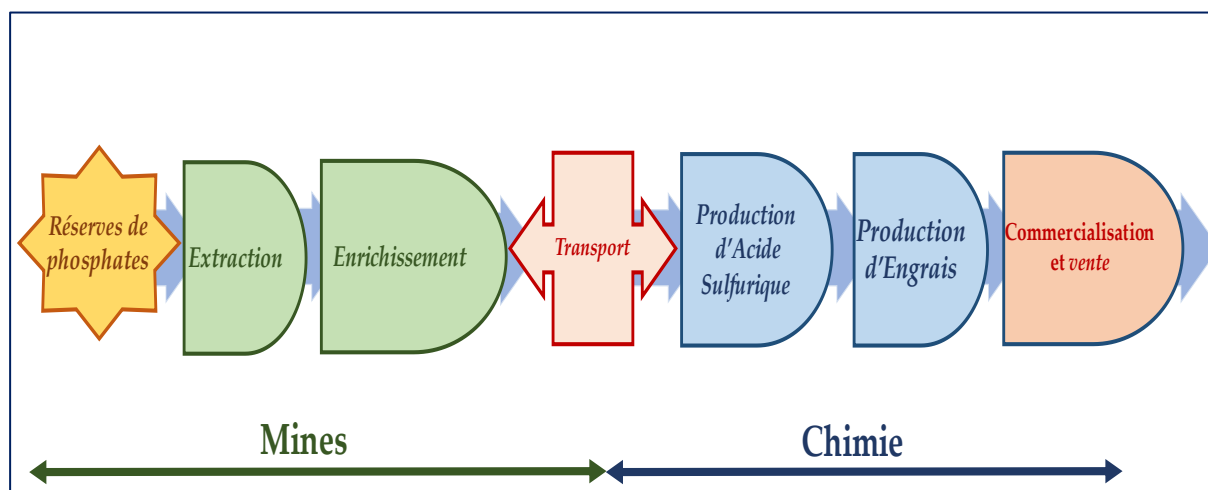 Réserves de
phosphates
Extraction
Enrichissement
Transport
Production
d'Acide
Sulfurique
Production
d'Engrais
Commercialisation
et vente
Mines
Chimie